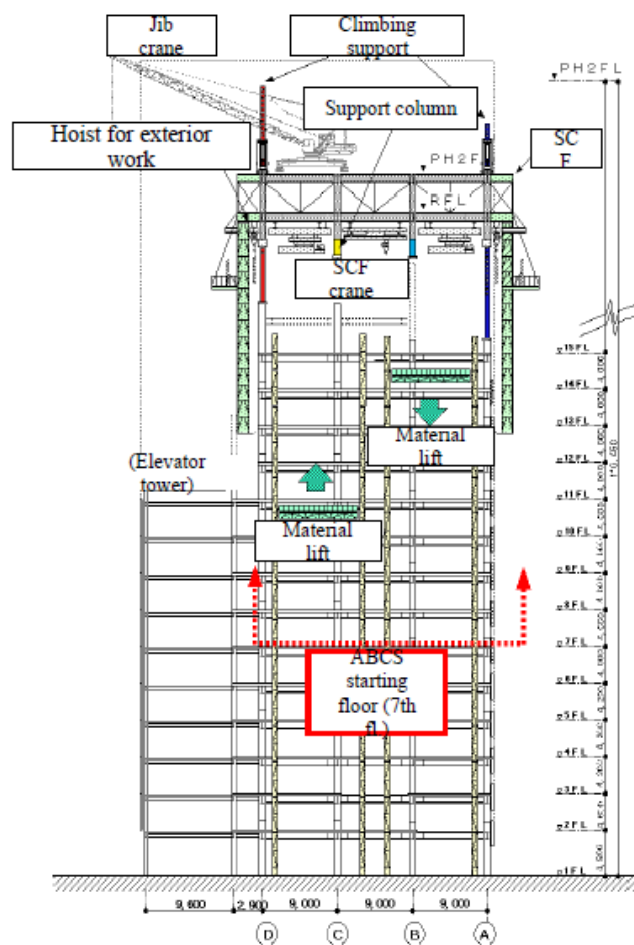 Jib
crane
Climbing
support
PH2FL
Support column
Hoist for exterior
work
PH2F
SC
F
RFL
SCF
crane
15FL
14FL
13FL
Material
lift
12FL
(Elevator
tower)
11FL
Material
lift
10FL
9FL
8FL
7FL
ABCS
starting
floor (7th
fl.)
6FL
5FL
4FL
3FL
2FL
1FL
9,600
2,900
9,000
9,000
9,000
D
C
B
A